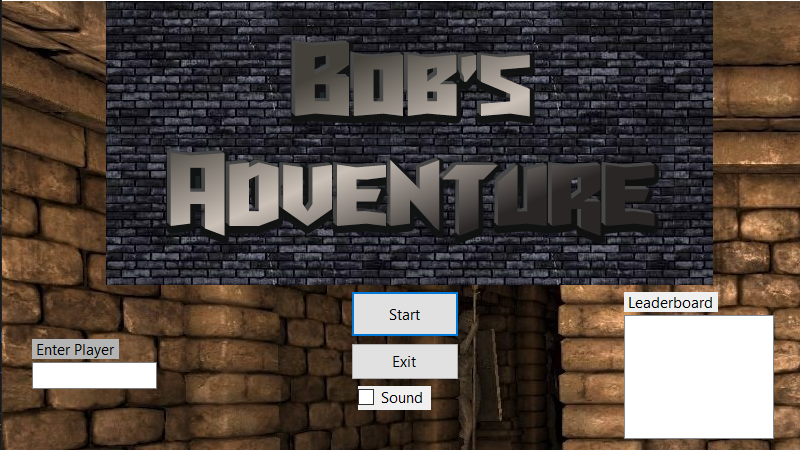 Bob's
Adventure
Start
Leaderboard
Enter Player
Exit
Sound